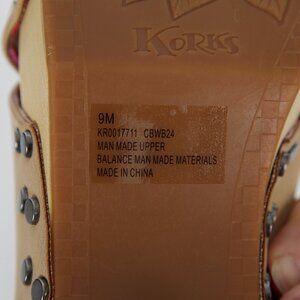 KORKS
9M
KR0017711 CBWB24
MAN MADE UPPER
BALANCE MAN MADE MATERIALS
MADE IN CHINA